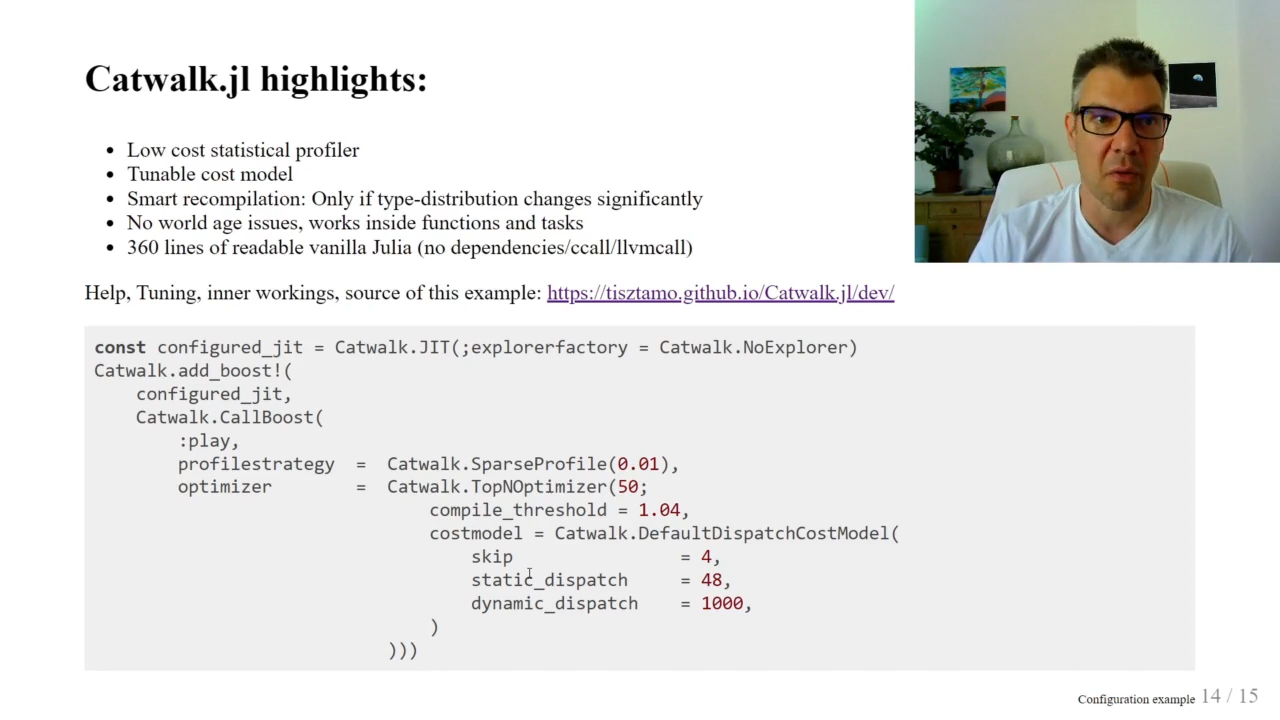 Catwalk.jl highlights:
Low cost statistical profiler
Tunable cost model
Smart recompilation: Only if type-distribution changes significantly
No world age issues, works inside functions and tasks
360 lines of readable vanilla Julia (no dependencies/ccall/llvmcall)
Help, Tuning, inner workings, source of this example: https://tisztamo.github.io/Catwalk.jl/dev/
const configured_jit = Catwalk.JIT(;explorerfactory = Catwalk.NoExplorer)
Catwalk.add_boost!(
    configured_jit,
    Catwalk.CallBoost(
        :play,
        profilestrategy  =  Catwalk.SparseProfile(0.01),
        optimizer        =  Catwalk.TopNOptimizer(50;
                                compile_threshold = 1.04,
                                costmodel = Catwalk.DefaultDispatchCostModel(
                                    skip                = 4,
                                    static_dispatch     = 48,
                                    dynamic_dispatch    = 1000,
                                )
                            )))
Configuration example 14 / 15